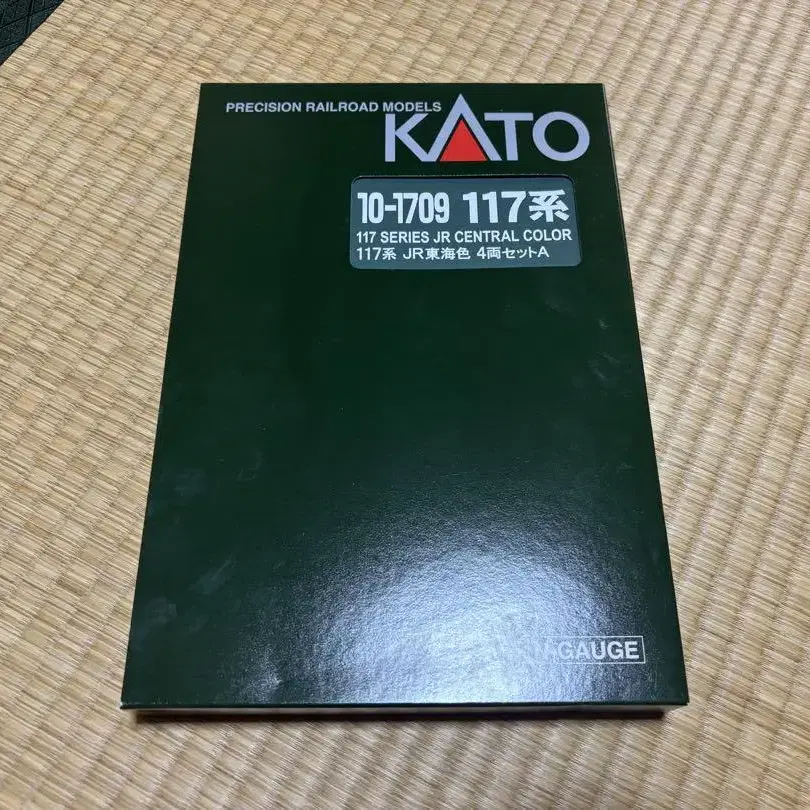 PRECISION RAILROAD MODELS
KATO
10-1709 117系
117 SERIES JR CENTRAL COLOR
117系 JR東海色 4両セットA
N-GAUGE